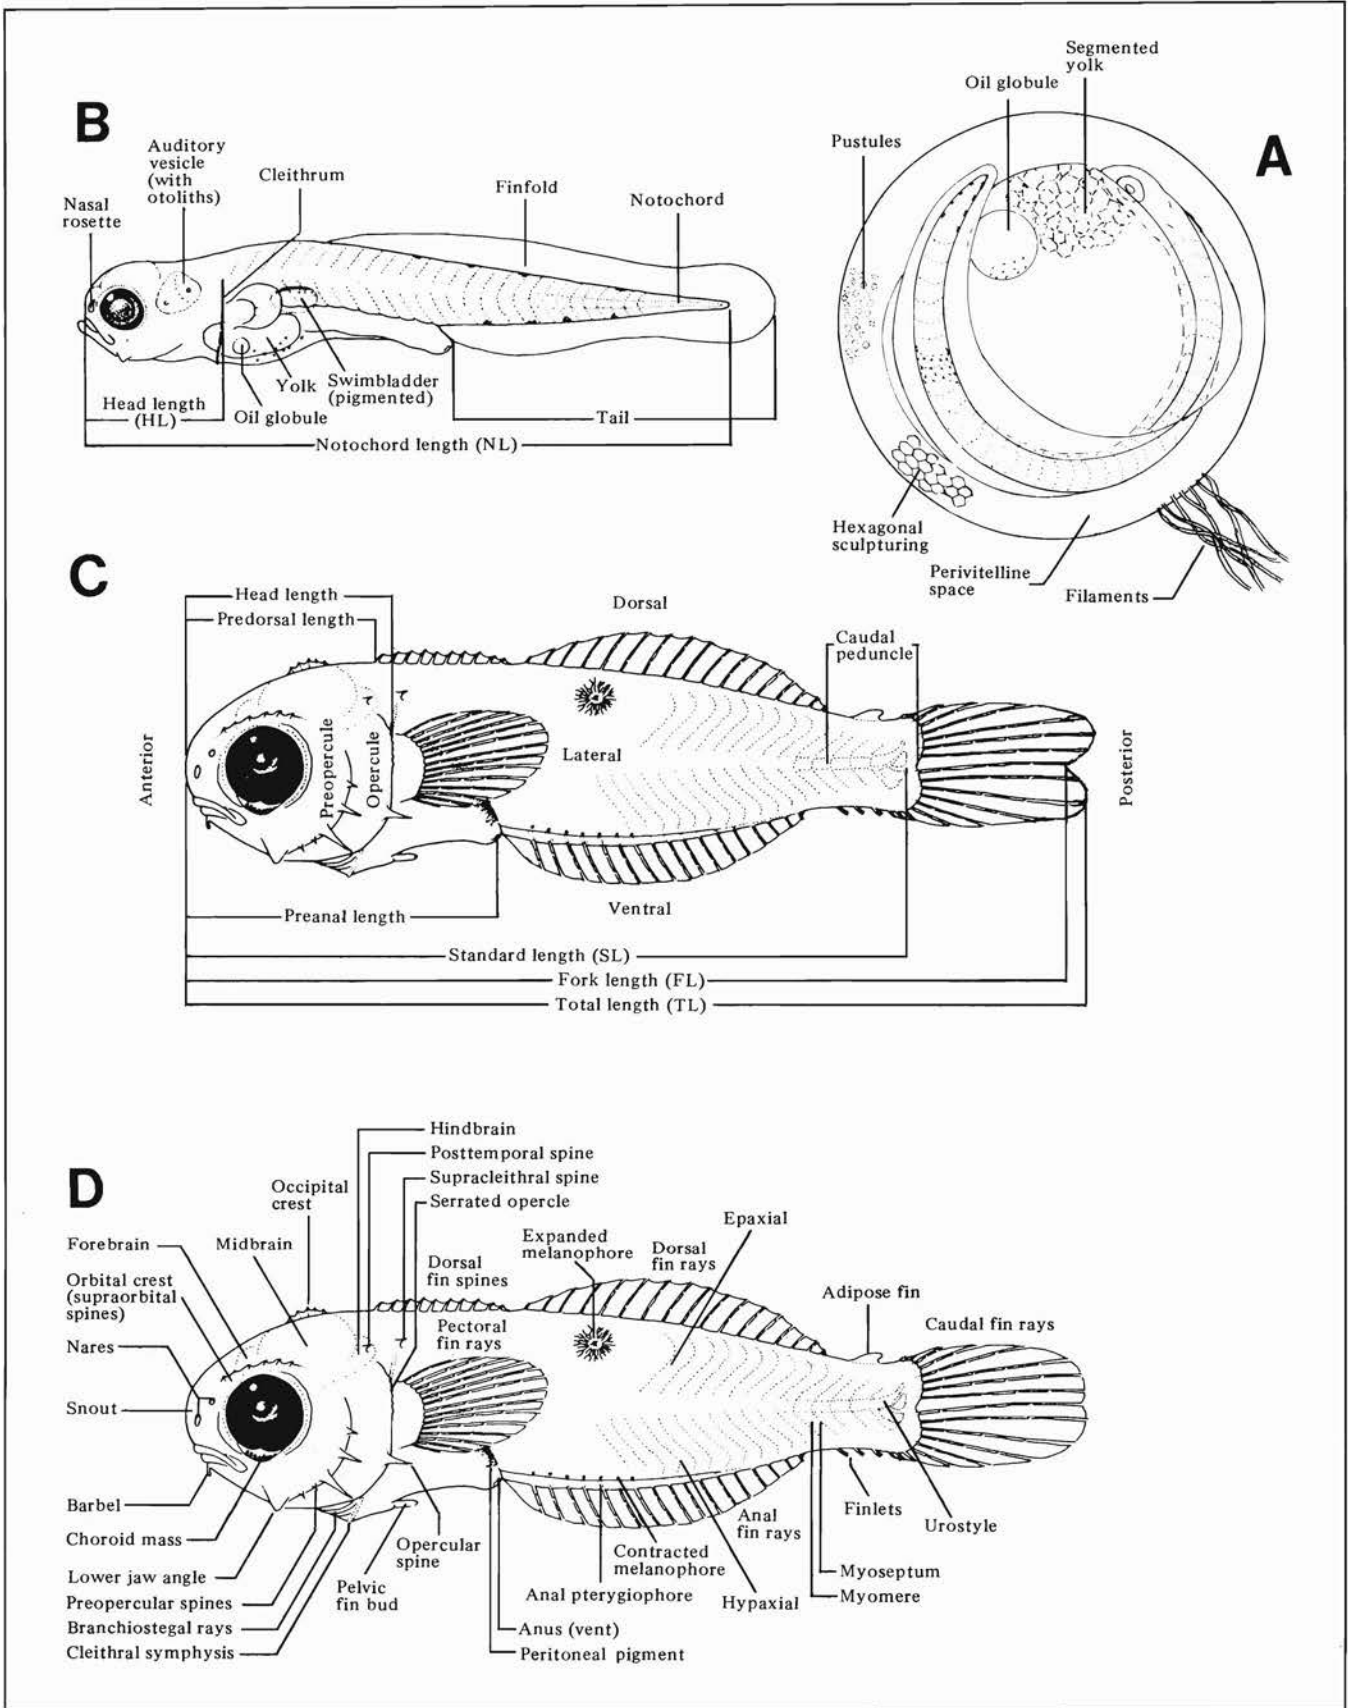 B
Auditory
vesicle
(with
otoliths)
Cleithrum
Finfold
Notochord
Nasal
rosette
Head length
(HL)
Yolk
Oil globule
Swimbladder
(pigmented)
Tail
Notochord length (NL)
A
Segmented
yolk
Oil globule
Pustules
Hexagonal
sculpturing
Perivitelline
space
Filaments
C
Head length
Predorsal length
Dorsal
Caudal
peduncle
Anterior
Preopercule
Opercule
Lateral
Posterior
Preanal length
Ventral
Standard length (SL)
Fork length (FL)
Total length (TL)
D
Hindbrain
Posttemporal spine
Supracleithral spine
Serrated opercle
Occipital
crest
Forebrain
Midbrain
Orbital crest
(supraorbital
spines)
Nares
Snout
Dorsal
fin spines
Pectoral
fin rays
Expanded
melanophore
Dorsal
fin rays
Epaxial
Adipose fin
Caudal fin rays
Barbel
Choroid mass
Lower jaw angle
Preopercular spines
Branchiostegal rays
Cleithral symphysis
Pelvic
fin bud
Opercular
spine
Anus (vent)
Peritoneal pigment
Anal pterygiophore
Contracted
melanophore
Hypaxial
Anal
fin rays
Finlets
Urostyle
Myoseptum
Myomere